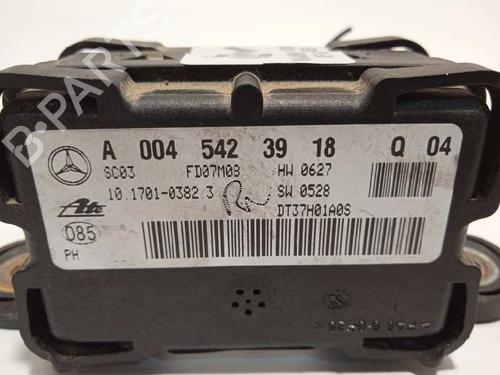 B-PARTS
A 004 542 39 18 Q 04
SC03 FD07M08 HW 0627
10.1701-0382 3 SW 0528
Ate DT37H01A0S
085
PH